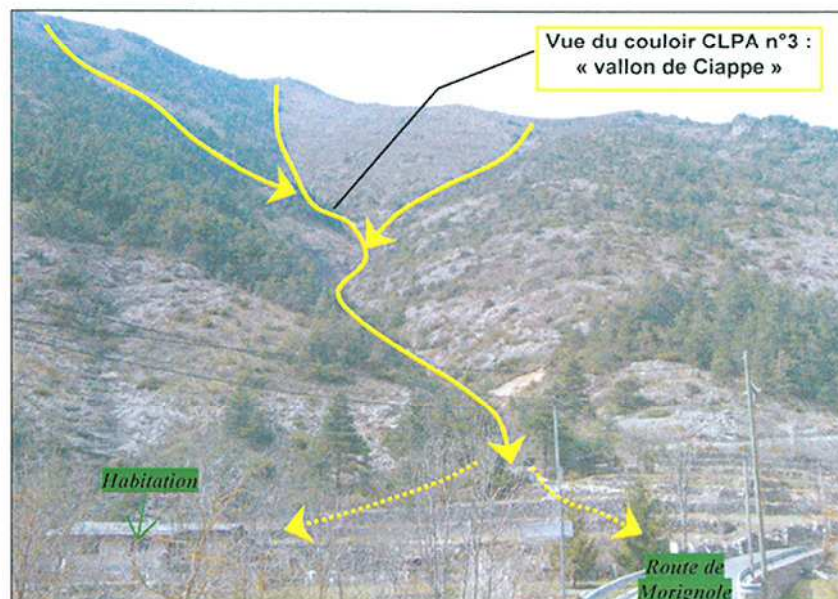 Vue du couloir CLPA n°3 :
« vallon de Ciappe »
Habitation
Route de
Morignole